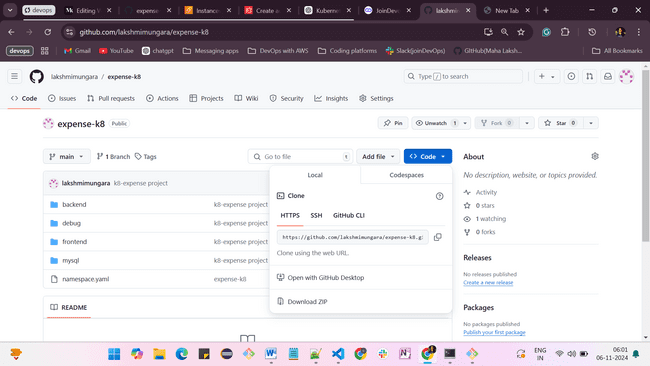 devops
Editing
expense
Instance
Create
Kubern
JoinDev
lakshmi
New Tab
github.com/lakshmimungara/expense-k8
devops
Gmail
YouTube
chatgpt
Messaging apps
DevOps with AWS
Coding platforms
Slack(joinDevOps)
GitHub(Maha Laksh...
All Bookmarks
lakshmimungara / expense-k8
Type / to search
Code
Issues
Pull requests
Actions
Projects
Wiki
Security
Insights
Settings
expense-k8 Public
Pin
Unwatch 1
Fork 0
Star 0
main
1 Branch
Tags
Go to file t
Add file
Code
lakshmimungara k8-expense project
backend k8-expense project
debug k8-expense project
frontend k8-expense project
mysql k8-expense project
namespace.yaml expense-k8
README
Local
Codespaces
Clone
HTTPS SSH GitHub CLI
https://github.com/lakshmimungara/expense-k8.gi
Clone using the web URL.
Open with GitHub Desktop
Download ZIP
About
No description, website, or topics provided.
Activity
0 stars
1 watching
0 forks
Releases
No releases published
Create a new release
Packages
No packages published
Publish your first package
ENG
IN
06:01
06-11-2024